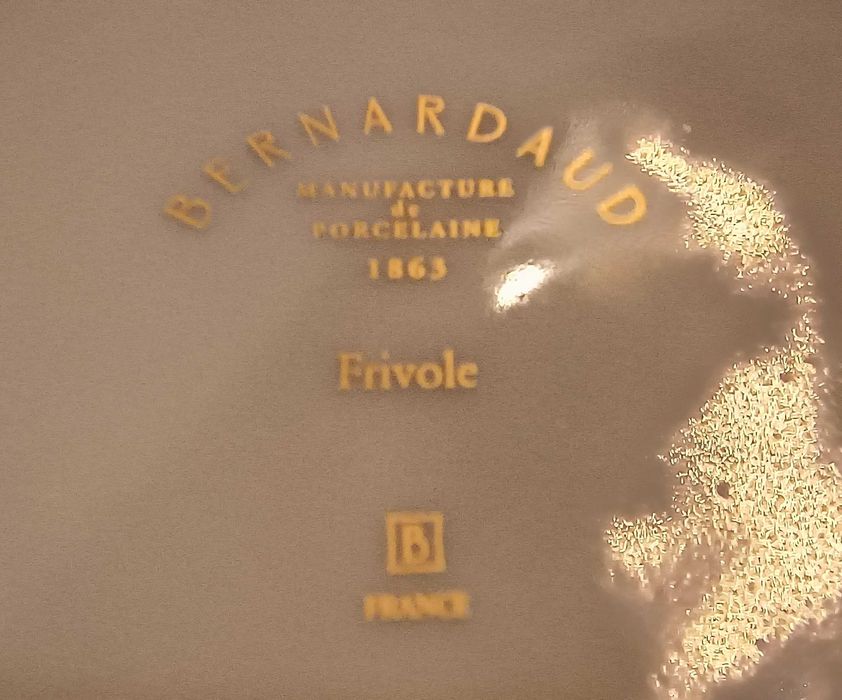 BERNARDAUD
MANUFACTURE
de
PORCELAINE
1863
Frivole
B
FRANCE